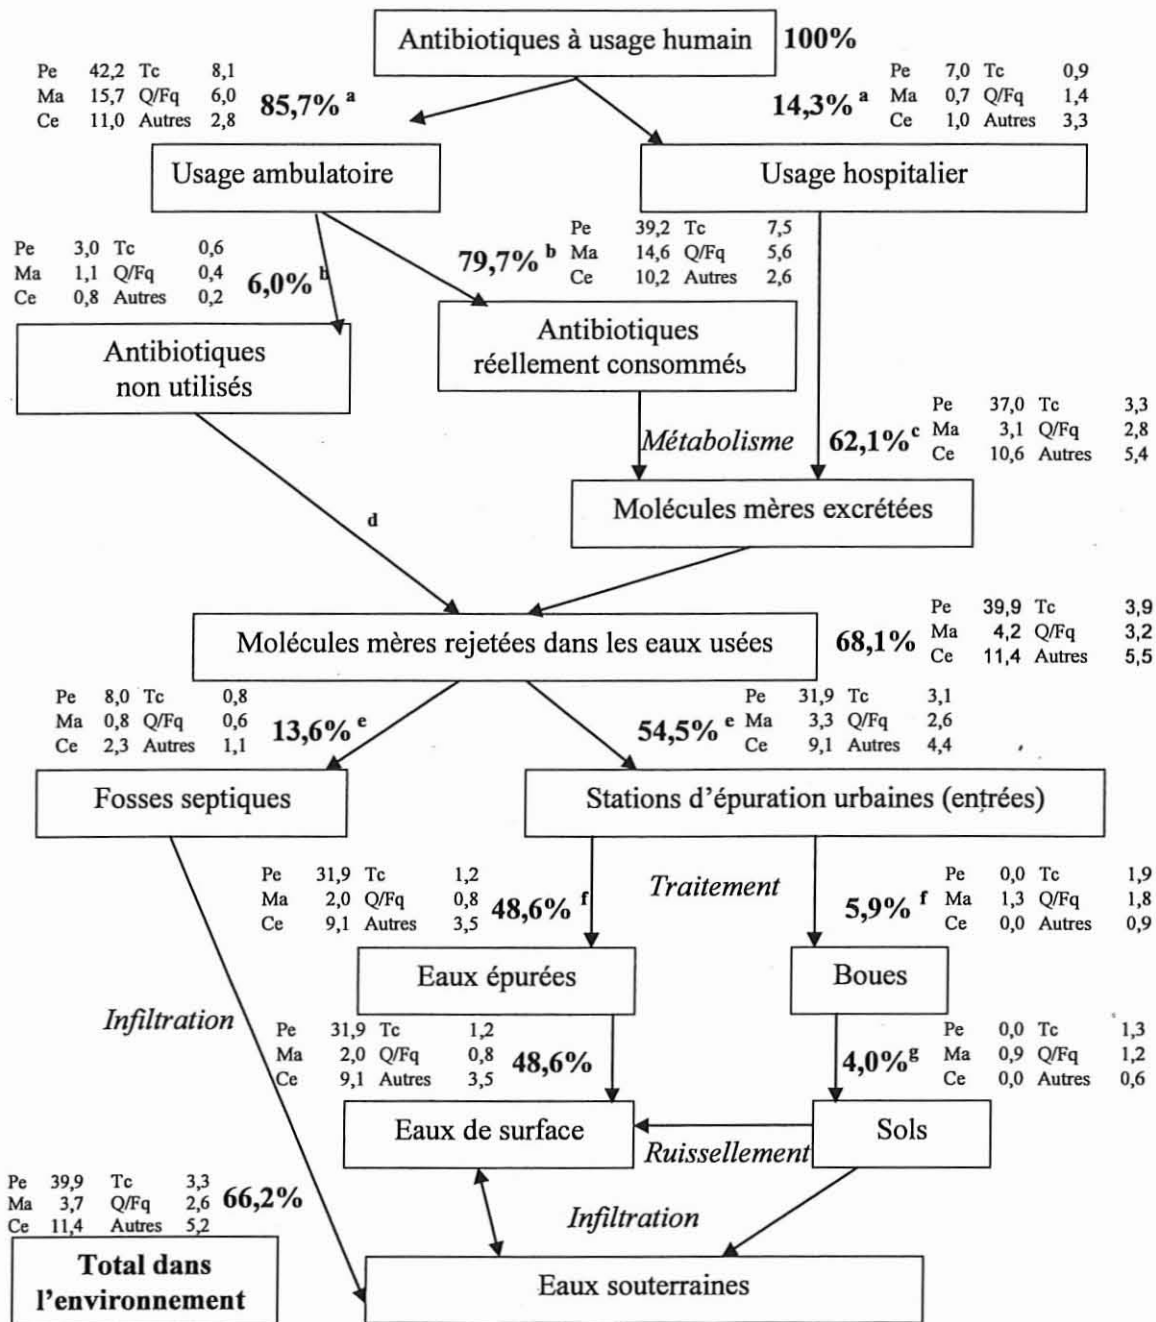 Antibiotiques à usage humain 100%
Pe 42,2 Tc 8,1
Ma 15,7 Q/Fq 6,0
Ce 11,0 Autres 2,8
85,7% a
14,3% a
Pe 7,0 Tc 0,9
Ma 0,7 Q/Fq 1,4
Ce 1,0 Autres 3,3
Usage ambulatoire
Usage hospitalier
Pe 3,0 Tc 0,6
Ma 1,1 Q/Fq 0,4
Ce 0,8 Autres 0,2
6,0% b
79,7% b
Pe 39,2 Tc 7,5
Ma 14,6 Q/Fq 5,6
Ce 10,2 Autres 2,6
Antibiotiques
non utilisés
Antibiotiques
réellement consommés
Métabolisme
62,1% c
Pe 37,0 Tc 3,3
Ma 3,1 Q/Fq 2,8
Ce 10,6 Autres 5,4
Molécules mères excrétées
d
Molécules mères rejetées dans les eaux usées
68,1%
Pe 39,9 Tc 3,9
Ma 4,2 Q/Fq 3,2
Ce 11,4 Autres 5,5
Pe 8,0 Tc 0,8
Ma 0,8 Q/Fq 0,6
Ce 2,3 Autres 1,1
13,6% e
54,5% e
Pe 31,9 Tc 3,1
Ma 3,3 Q/Fq 2,6
Ce 9,1 Autres 4,4
Fosses septiques
Stations d'épuration urbaines (entrées)
Pe 31,9 Tc 1,2
Ma 2,0 Q/Fq 0,8
Ce 9,1 Autres 3,5
48,6% f
Traitement
5,9% f
Pe 0,0 Tc 1,9
Ma 1,3 Q/Fq 1,8
Ce 0,0 Autres 0,9
Eaux épurées
Boues
Infiltration
Pe 31,9 Tc 1,2
Ma 2,0 Q/Fq 0,8
Ce 9,1 Autres 3,5
48,6%
4,0% g
Pe 0,0 Tc 1,3
Ma 0,9 Q/Fq 1,2
Ce 0,0 Autres 0,6
Eaux de surface
Sols
Ruissellement
Pe 39,9 Tc 3,3
Ma 3,7 Q/Fq 2,6
Ce 11,4 Autres 5,2
66,2%
Infiltration
Total dans
l'environnement
Eaux souterraines